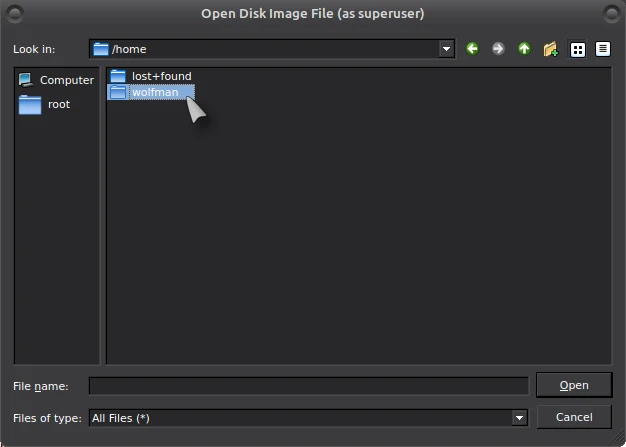 Open Disk Image File (as superuser)
Look in: /home
Computer
root
lost+found
wolfman
File name:
Open
Files of type: All Files (*)
Cancel